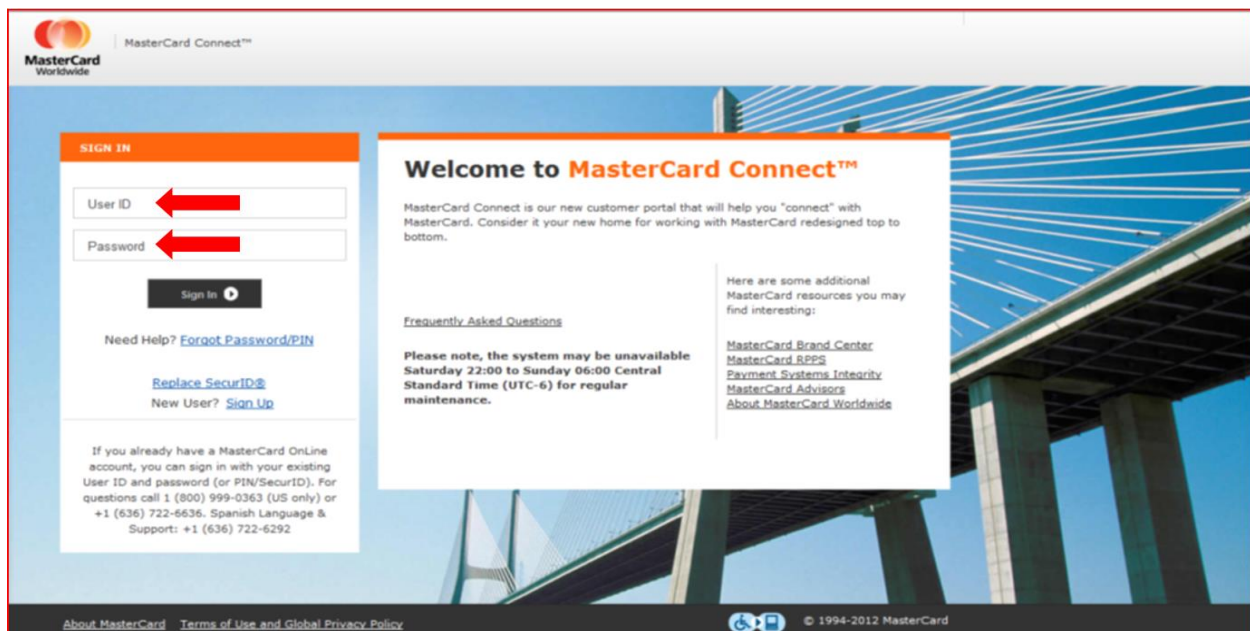 MasterCard
Worldwide
MasterCard Connect™
SIGN IN
User ID
Password
Sign In
Need Help? Forgot Password/PIN
Replace SecurID®
New User? Sign Up
If you already have a MasterCard OnLine
account, you can sign in with your existing
User ID and password (or PIN/SecurID). For
questions call 1 (800) 999-0363 (US only) or
+1 (636) 722-6636. Spanish Language &
Support: +1 (636) 722-6292
Welcome to MasterCard Connect™
MasterCard Connect is our new customer portal that will help you "connect" with
MasterCard. Consider it your new home for working with MasterCard redesigned top to
bottom.
Frequently Asked Questions
Please note, the system may be unavailable
Saturday 22:00 to Sunday 06:00 Central
Standard Time (UTC-6) for regular
maintenance.
Here are some additional
MasterCard resources you may
find interesting:
MasterCard Brand Center
MasterCard RPPS
Payment Systems Integrity
MasterCard Advisors
About MasterCard Worldwide
About MasterCard Terms of Use and Global Privacy Policy
© 1994-2012 MasterCard